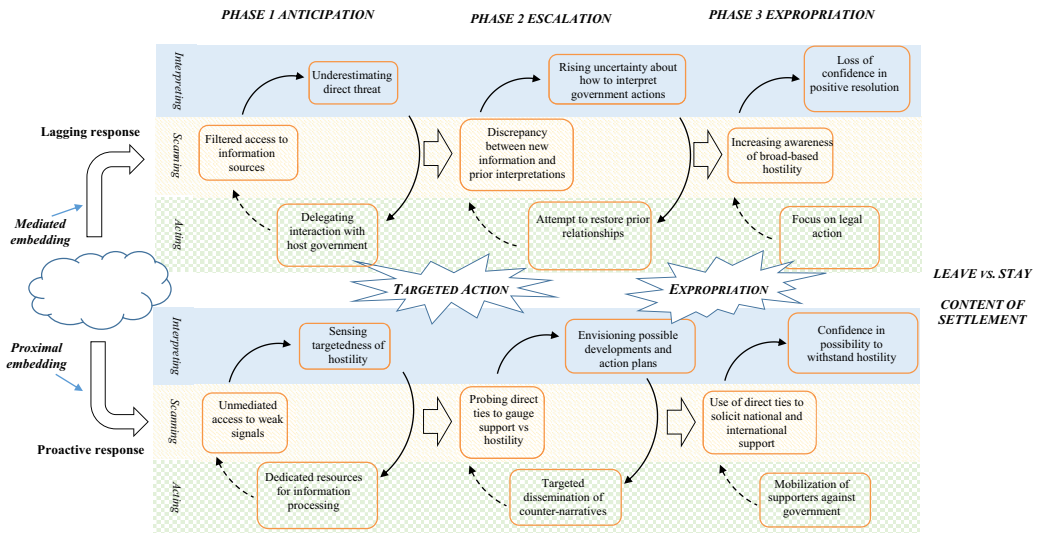 PHASE 1 ANTICIPATION
PHASE 2 ESCALATION
PHASE 3 EXPROPRIATION
Lagging response
Mediated
embedding
Interpreting
Scanning
Acting
Underestimating
direct threat
Filtered access to
information
sources
Delegating
interaction with
host government
Rising uncertainty about
how to interpret
government actions
Discrepancy
between new
information and
prior interpretations
Attempt to restore prior
relationships
Loss of
confidence in
positive resolution
Increasing awareness
of broad-based
hostility
Focus on legal
action
TARGETED ACTION
EXPROPRIATION
LEAVE vs. STAY
CONTENT OF
SETTLEMENT
Proximal
embedding
Proactive response
Interpreting
Scanning
Acting
Sensing
targetedness of
hostility
Unmediated
access to weak
signals
Dedicated resources
for information
processing
Envisioning possible
developments and
action plans
Probing direct
ties to gauge
support vs
hostility
Targeted
dissemination of
counter-narratives
Confidence in
possibility to
withstand hostility
Use of direct ties to
solicit national and
international
support
Mobilization of
supporters against
government